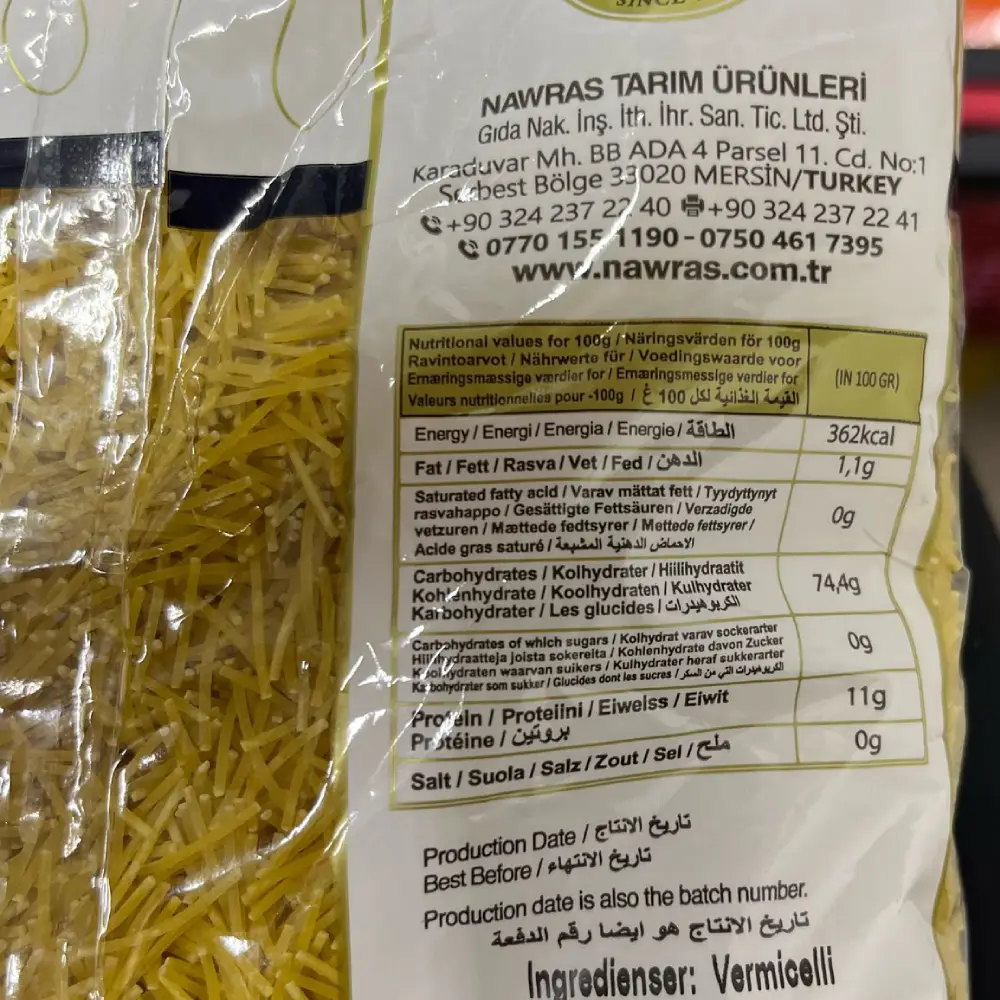 SINCE
NAWRAS TARIM ÜRÜNLERİ
Gıda Nak. İnş. İth. İhr. San. Tic. Ltd. Şti.
Karaduvar Mh. BB ADA 4 Parsel 11. Cd. No:1
Serbest Bölge 33020 MERSİN/TURKEY
+90 324 237 22 40 +90 324 237 22 41
0770 155 1190 - 0750 461 7395
www.nawras.com.tr
Nutritional values for 100g / Näringsvärden för 100g
Ravintoarvot / Nährwerte für / Voedingswaarde voor
Ernæringsmæssige værdier for / Ernæringsmessige verdier for
Valeurs nutritionnelles pour -100g / القيمة الغذائية لكل 100 غ
(IN 100 GR)
Energy / Energi / Energia / Energie / الطاقة
362kcal
Fat / Fett / Rasva / Vet / Fed / الدهن
1,1g
Saturated fatty acid / Varav mättat fett / Tyydyttynyt
rasvahappo / Gesättigte Fettsäuren / Verzadigde
vetzuren / Mættede fedtsyrer / Mettede fettsyrer /
Acide gras saturé / الاحماض الدهنية المشبعة
0g
Carbohydrates / Kolhydrater / Hiilihydraatit
Kohlenhydrate / Koolhydraten / Kulhydrater
Karbohydrater / Les glucides / الكربوهيدرات
74,4g
Carbohydrates of which sugars / Kolhydrat varav sockerarter
Hiilihydraatteja joista sokereita / Kohlenhydrate davon Zucker
Koolhydraten waarvan suikers / Kulhydrater heraf sukkerarter
Karbohydrater som sukker / Glucides dont les sucres / الكربوهيدرات التي من السكر
0g
Protein / Proteiini / Eiweiss / Eiwit
Protéine / بروتين
11g
Salt / Suola / Salz / Zout / Sel / ملح
0g
Production Date / تاريخ الانتاج
Best Before / تاريخ الانتهاء
Production date is also the batch number.
تاريخ الانتاج هو ايضا رقم الدفعة
Ingredienser: Vermicelli